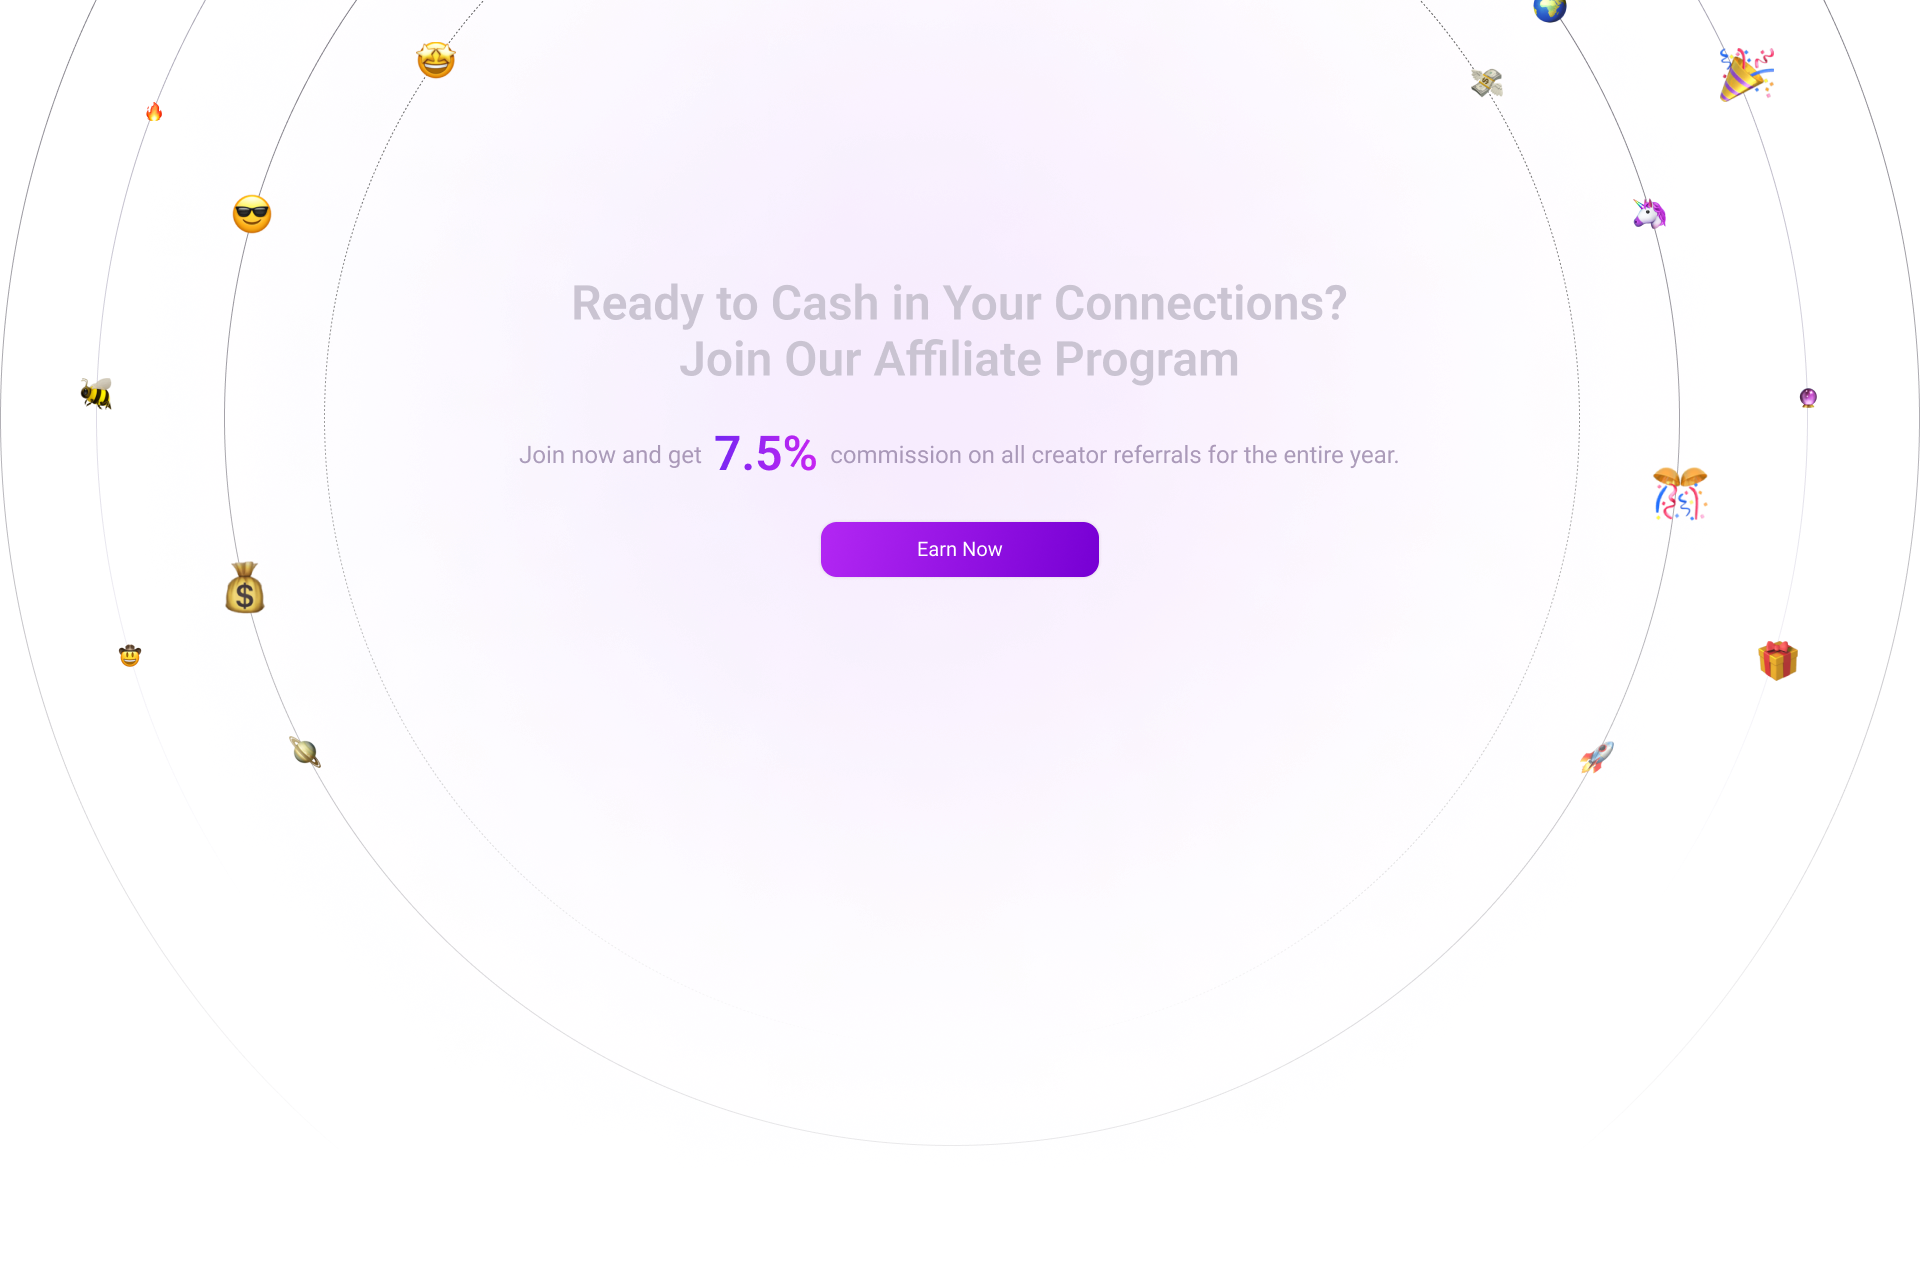 Ready to Cash in Your Connections?
Join Our Affiliate Program
Join now and get 7.5% commission on all creator referrals for the entire year.
Earn Now